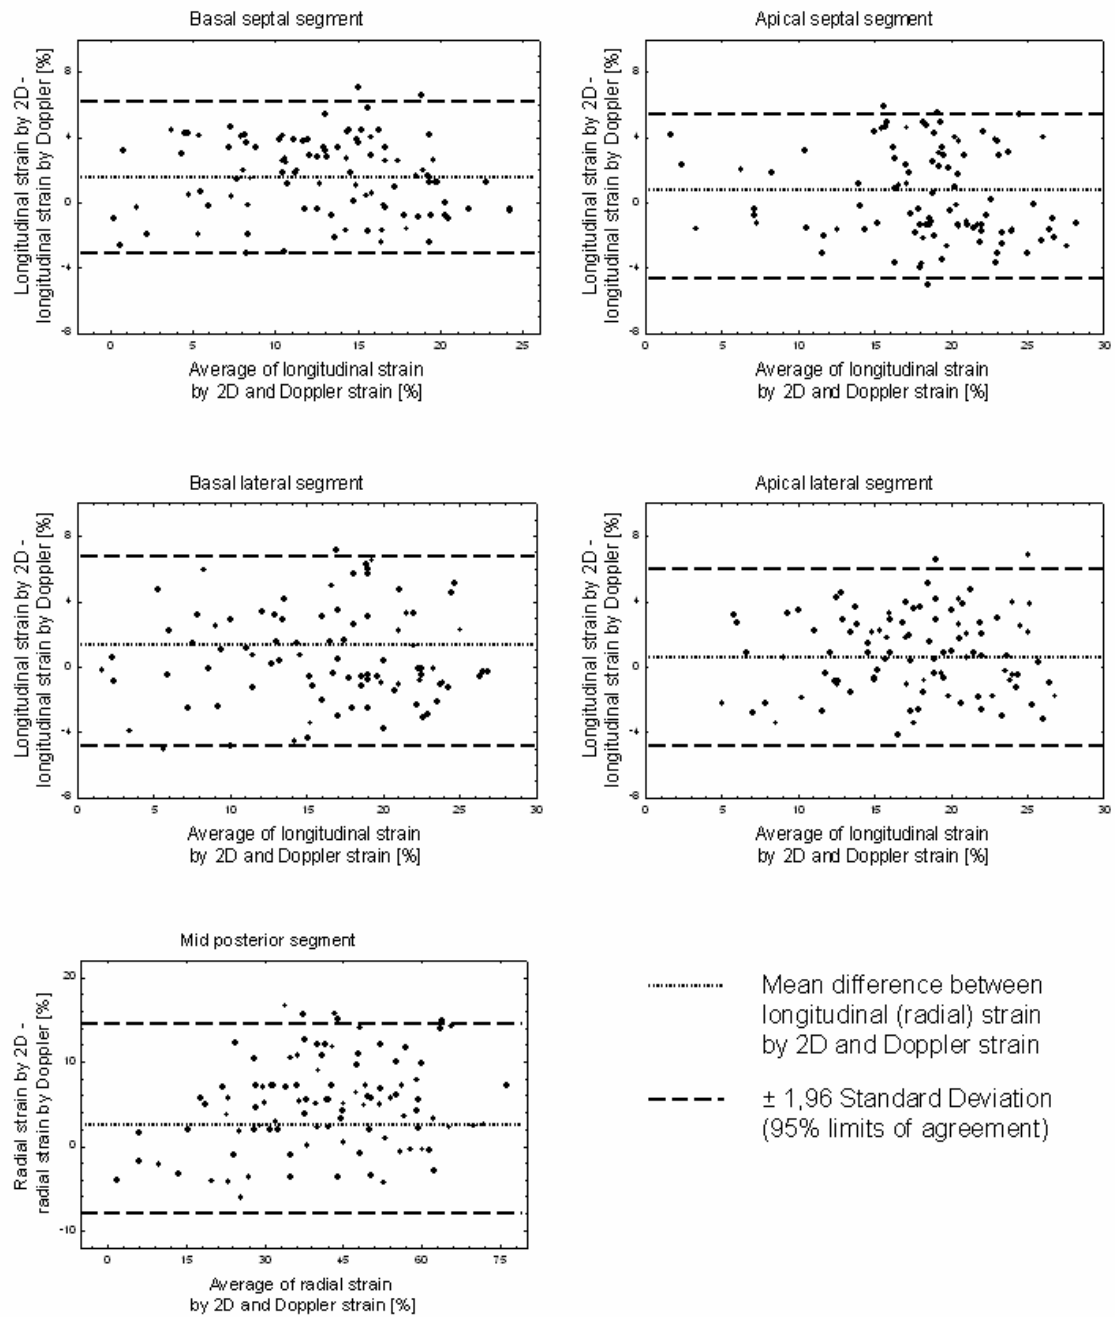 Basal septal segment
Longitudinal strain by 2D -
longitudinal strain by Doppler [%]
8
4
0
-4
-8
0 5 10 15 20 25
Average of longitudinal strain
by 2D and Doppler strain [%]
Apical septal segment
Longitudinal strain by 2D -
longitudinal strain by Doppler [%]
8
4
0
-4
-8
0 5 10 15 20 25 30
Average of longitudinal strain
by 2D and Doppler strain [%]
Basal lateral segment
Longitudinal strain by 2D -
longitudinal strain by Doppler [%]
8
4
0
-4
-8
0 5 10 15 20 25 30
Average of longitudinal strain
by 2D and Doppler strain [%]
Apical lateral segment
Longitudinal strain by 2D -
longitudinal strain by Doppler [%]
8
4
0
-4
-8
0 5 10 15 20 25 30
Average of longitudinal strain
by 2D and Doppler strain [%]
Mid posterior segment
Radial strain by 2D -
radial strain by Doppler [%]
20
10
0
-10
0 15 30 45 60 75
Average of radial strain
by 2D and Doppler strain [%]
Mean difference between
longitudinal (radial) strain
by 2D and Doppler strain
± 1,96 Standard Deviation
(95% limits of agreement)